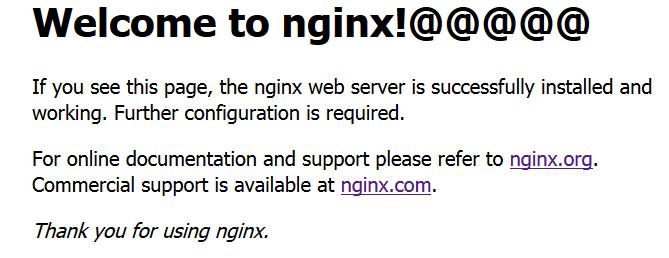 Welcome to nginx!@@@@@
If you see this page, the nginx web server is successfully installed and
working. Further configuration is required.
For online documentation and support please refer to nginx.org.
Commercial support is available at nginx.com.
Thank you for using nginx.